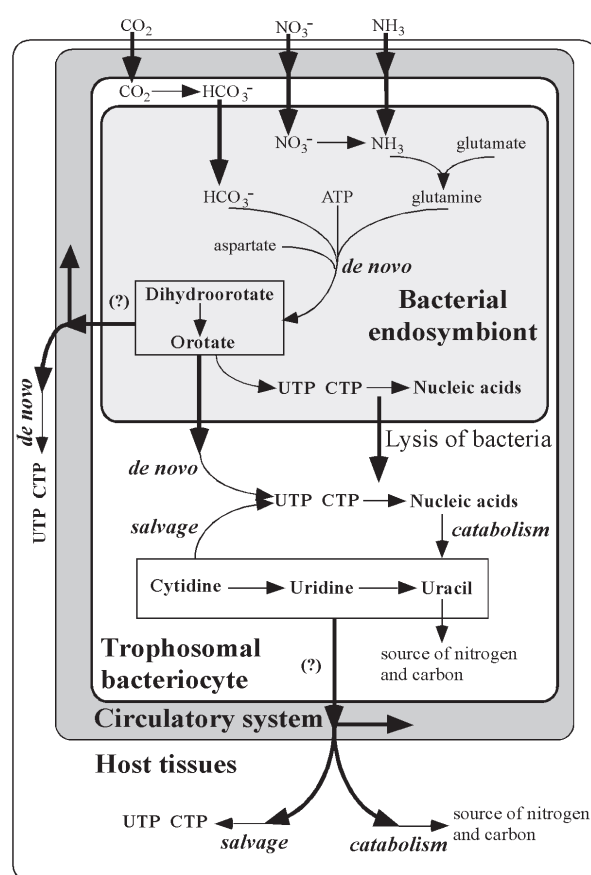 CO2 NO3⁻ NH3
CO2 HCO3⁻
NO3⁻ NH3 glutamate
HCO3⁻ ATP glutamine
aspartate
de novo
(?) Dihydroorotate
Orotate
Bacterial
endosymbiont
UTP CTP Nucleic acids
de novo
UTP CTP
Lysis of bacteria
de novo
UTP CTP Nucleic acids
salvage catabolism
Cytidine Uridine Uracil
Trophosomal
bacteriocyte
(?)
source of nitrogen
and carbon
Circulatory system
Host tissues
UTP CTP
salvage
catabolism
source of nitrogen
and carbon